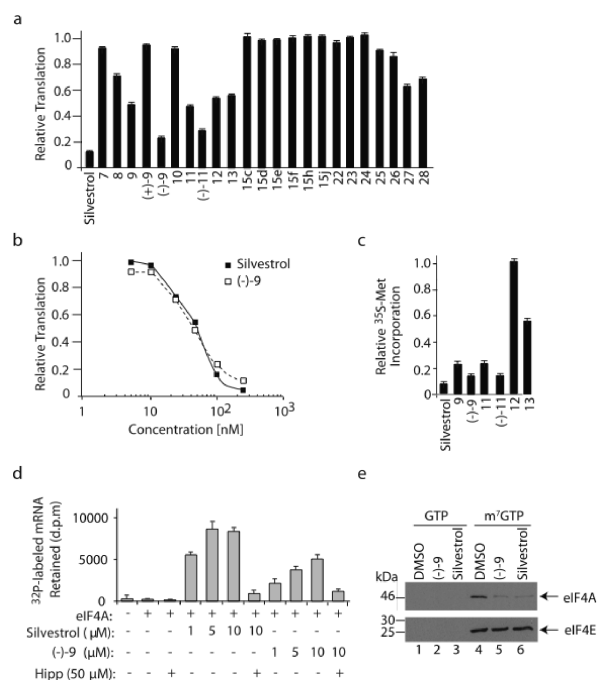 a
Relative Translation
1.0
0.8
0.6
0.4
0.2
0
Silvestrol 7 8 9 (+)-9 (-)-9 10 11 (-)-11 12 13 15c 15d 15e 15f 15h 15j 22 23 24 25 26 27 28
b
Relative Translation
1.0
0.8
0.6
0.4
0.2
0
Silvestrol
(-)-9
1 10 10² 10³
Concentration [nM]
c
Relative ³⁵S-Met
Incorporation
1.0
0.8
0.6
0.4
0.2
0
Silvestrol 9 (-)-9 11 (-)-11 12 13
d
³²P-labeled mRNA
Retained (d.p.m)
10000
5000
0
eIF4A: - + + + + + + + + + +
Silvestrol (μM): - - - 1 5 10 10 - - - -
(-)-9 (μM): - - - - - - - 1 5 10 10
Hipp (50 μM) - - + - - - + - - - +
e
GTP m⁷GTP
DMSO (-)-9 Silvestrol DMSO (-)-9 Silvestrol
kDa
46 eIF4A
30
25 eIF4E
1 2 3 4 5 6